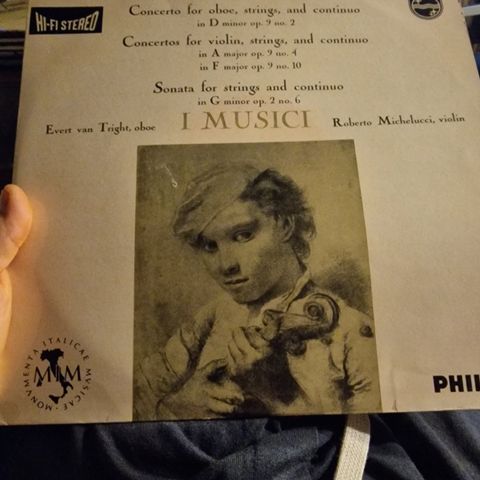 HI-FI STEREO
Concerto for oboe, strings, and continuo
in D minor op. 9 no. 2
Concertos for violin, strings, and continuo
in A major op. 9 no. 4
in F major op. 9 no. 10
Sonata for strings and continuo
in G minor op. 2 no. 6
Evert van Tright, oboe I MUSICI Roberto Michelucci, violin
MONUMENTA ITALICAE MUSICAE
MIM
PHIL